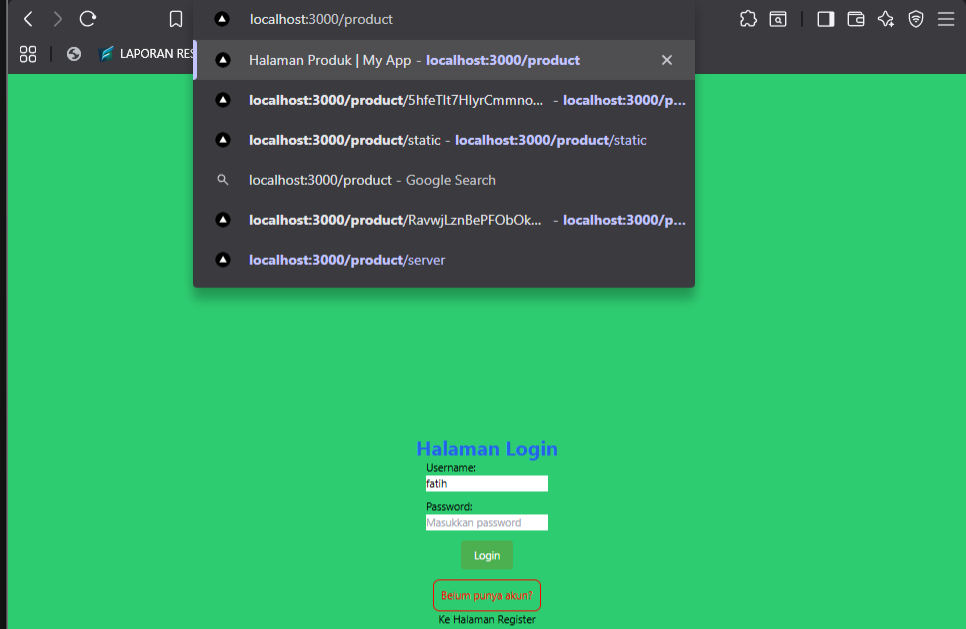 localhost:3000/product
LAPORAN RES
Halaman Produk | My App - localhost:3000/product
localhost:3000/product/5hfeTIt7HlyrCmmno... - localhost:3000/p...
localhost:3000/product/static - localhost:3000/product/static
localhost:3000/product - Google Search
localhost:3000/product/RavwjLznBePFObOk... - localhost:3000/p...
localhost:3000/product/server
Halaman Login
Username:
fatih
Password:
Masukkan password
Login
Belum punya akun?
Ke Halaman Register